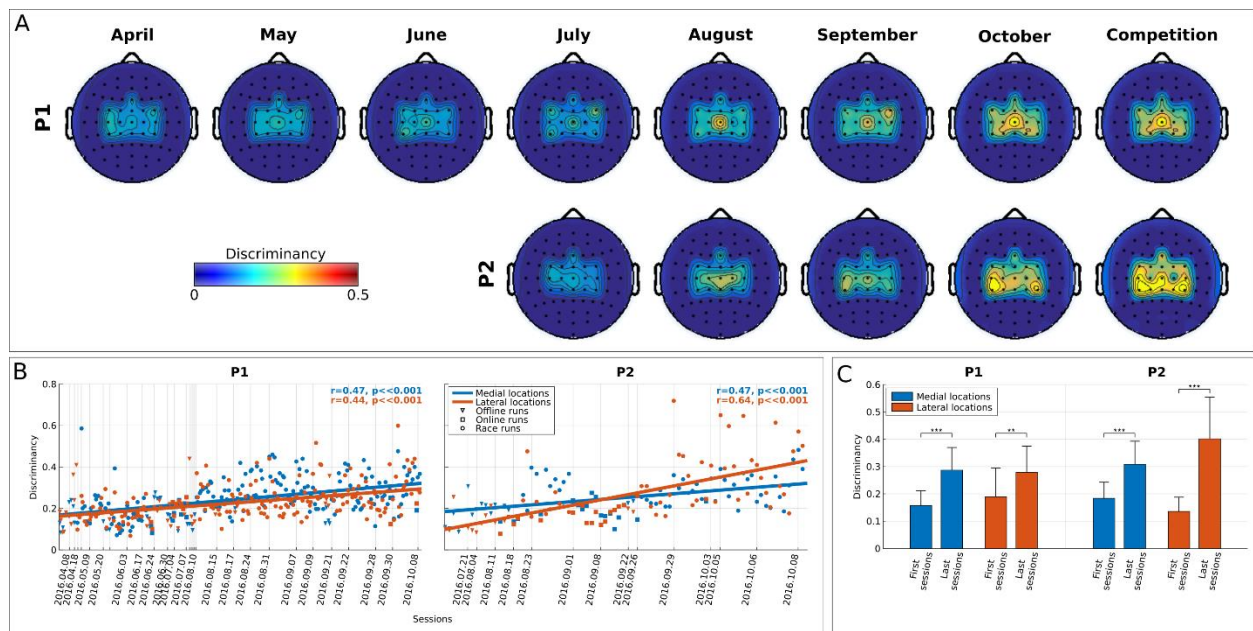 A
April May June July August September October Competition
P1
Discriminancy
0 0.5
P2
B
P1
r=0.47, p<<0.001
r=0.44, p<<0.001
Discriminancy
0.8
0.6
0.4
0.2
0
2016.04.08
2016.04.18
2016.05.09
2016.05.20
2016.06.03
2016.06.17
2016.06.24
2016.06.30
2016.07.04
2016.07.07
2016.08.10
2016.08.15
2016.08.17
2016.08.24
2016.08.31
2016.09.07
2016.09.09
2016.09.21
2016.09.22
2016.09.28
2016.09.30
2016.10.08
P2
Medial locations
Lateral locations
Offline runs
Online runs
Race runs
r=0.47, p<<0.001
r=0.64, p<<0.001
2016.07.21
2016.08.04
2016.08.11
2016.08.18
2016.08.23
2016.09.01
2016.09.08
2016.09.22
2016.09.26
2016.09.29
2016.10.03
2016.10.05
2016.10.06
2016.10.08
Sessions
C
P1 P2
Medial locations
Lateral locations
Discriminancy
0.6
0.5
0.4
0.3
0.2
0.1
0
*** ** *** ***
First sessions
Last sessions
First sessions
Last sessions
First sessions
Last sessions
First sessions
Last sessions